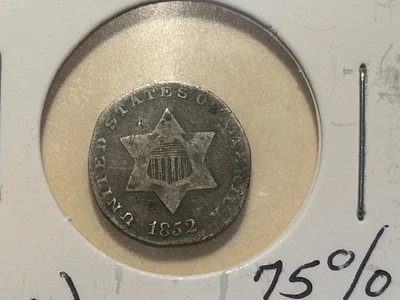 UNITED STATES OF AMERICA
1852
75%
)